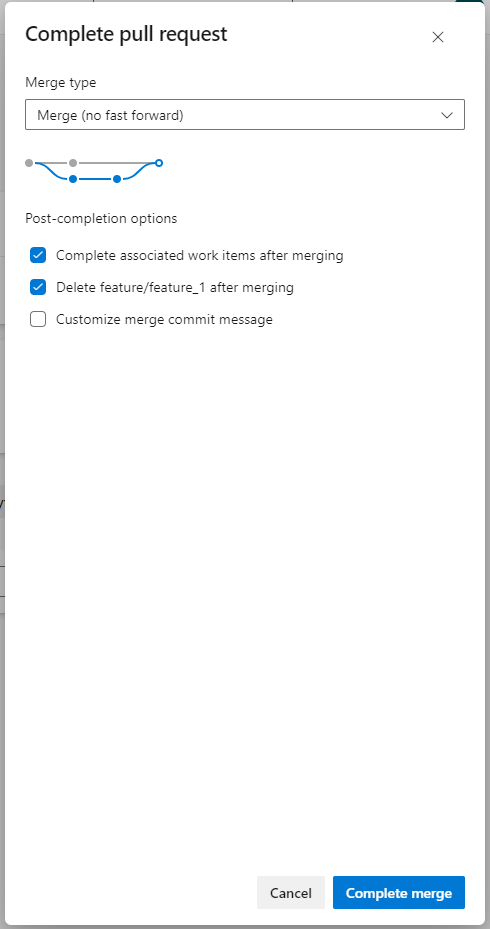 Complete pull request
Merge type
Merge (no fast forward)
Post-completion options
Complete associated work items after merging
Delete feature/feature_1 after merging
Customize merge commit message
Cancel
Complete merge